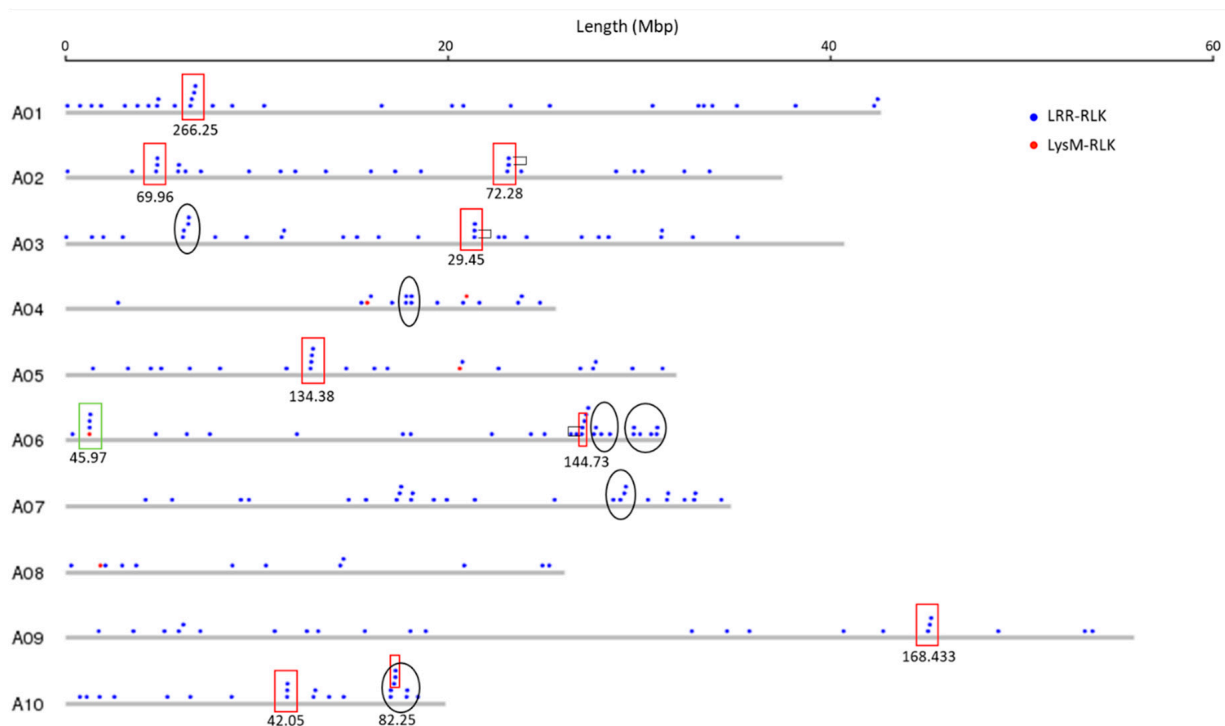 Length (Mbp)
0 20 40 60
A01
266.25
LRR-RLK
LysM-RLK
A02
69.96 72.28
A03
29.45
A04
A05
134.38
A06
45.97 144.73
A07
A08
A09
168.433
A10
42.05 82.25